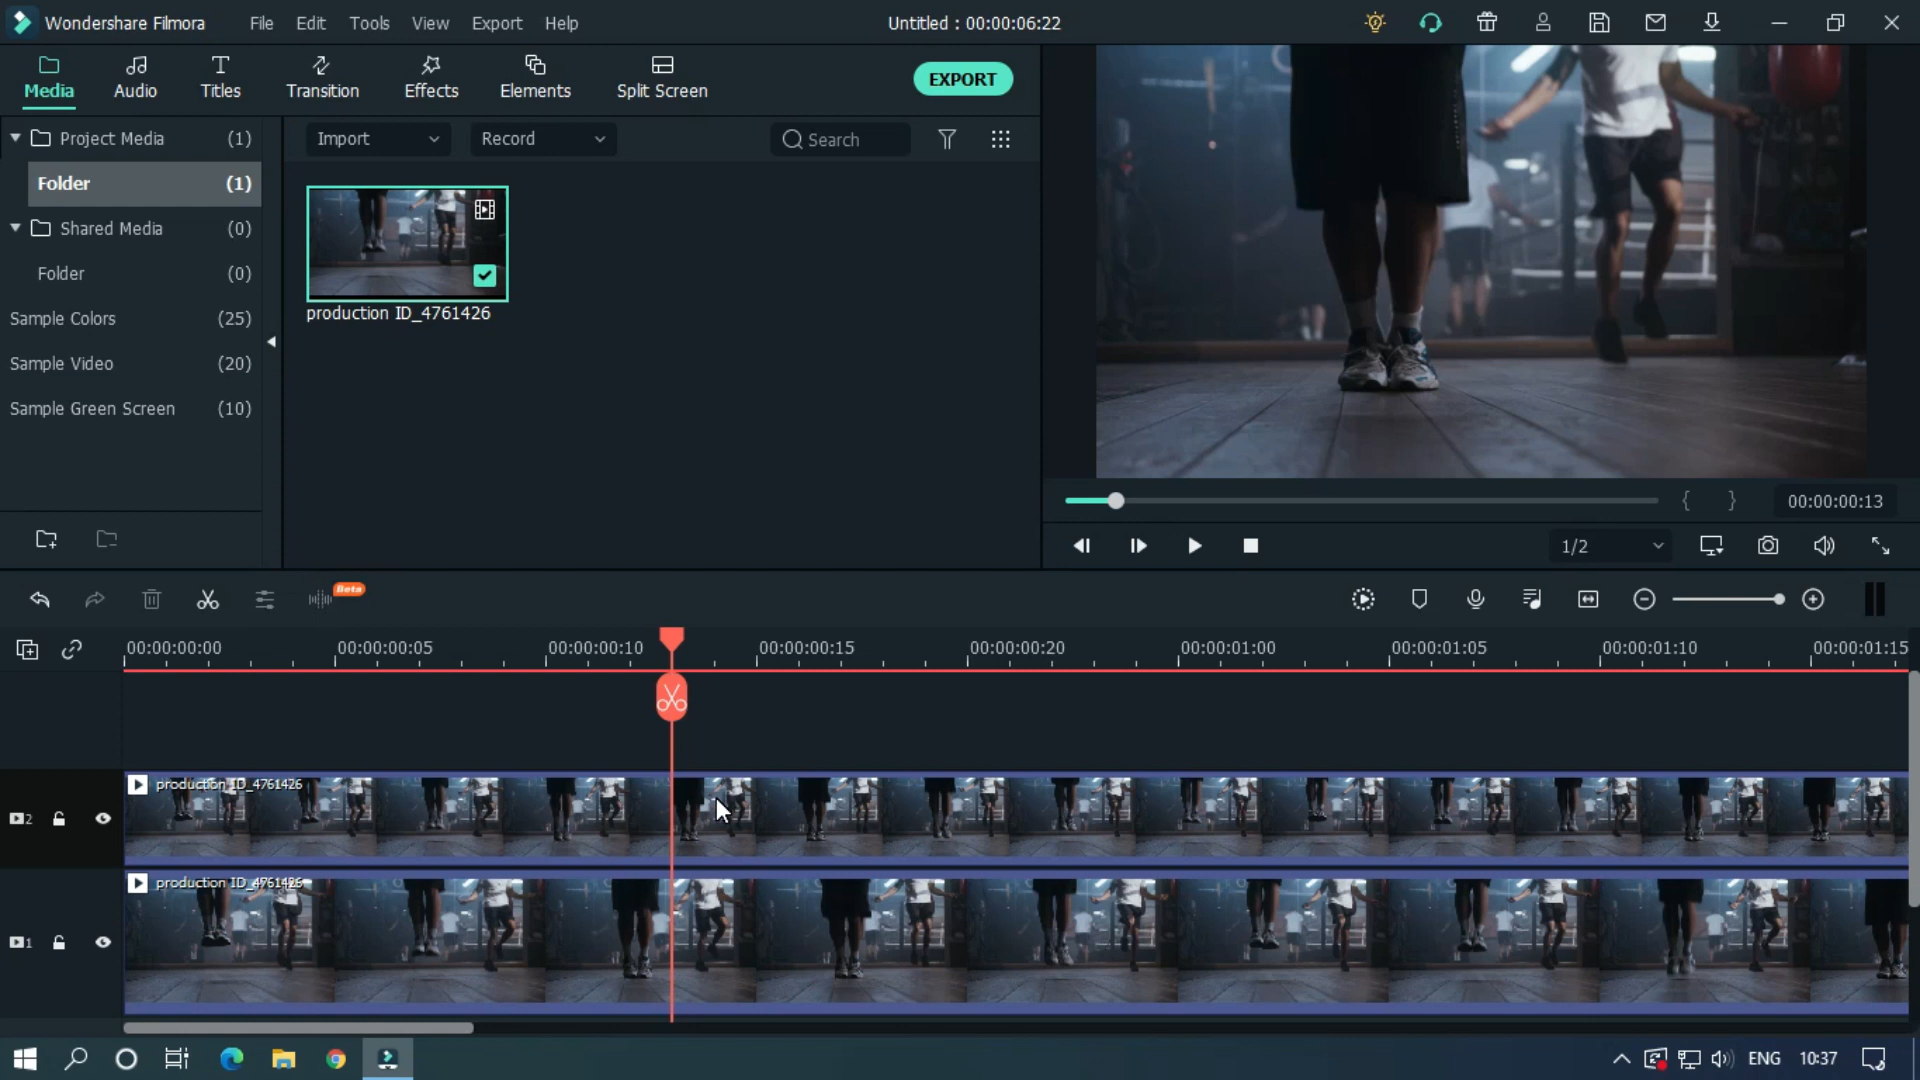 Wondershare Filmora File Edit Tools View Export Help Untitled : 00:00:06:22
Media Audio Titles Transition Effects Elements Split Screen EXPORT
Project Media (1)
Folder (1)
Shared Media (0)
Folder (0)
Sample Colors (25)
Sample Video (20)
Sample Green Screen (10)
Import Record Search
production ID_4761426
{ } 00:00:00:13
1/2
Beta
00:00:00:00 00:00:00:05 00:00:00:10 00:00:00:15 00:00:00:20 00:00:01:00 00:00:01:05 00:00:01:10 00:00:01:15
production ID_4761426
2
production ID_4761426
1
ENG 10:37